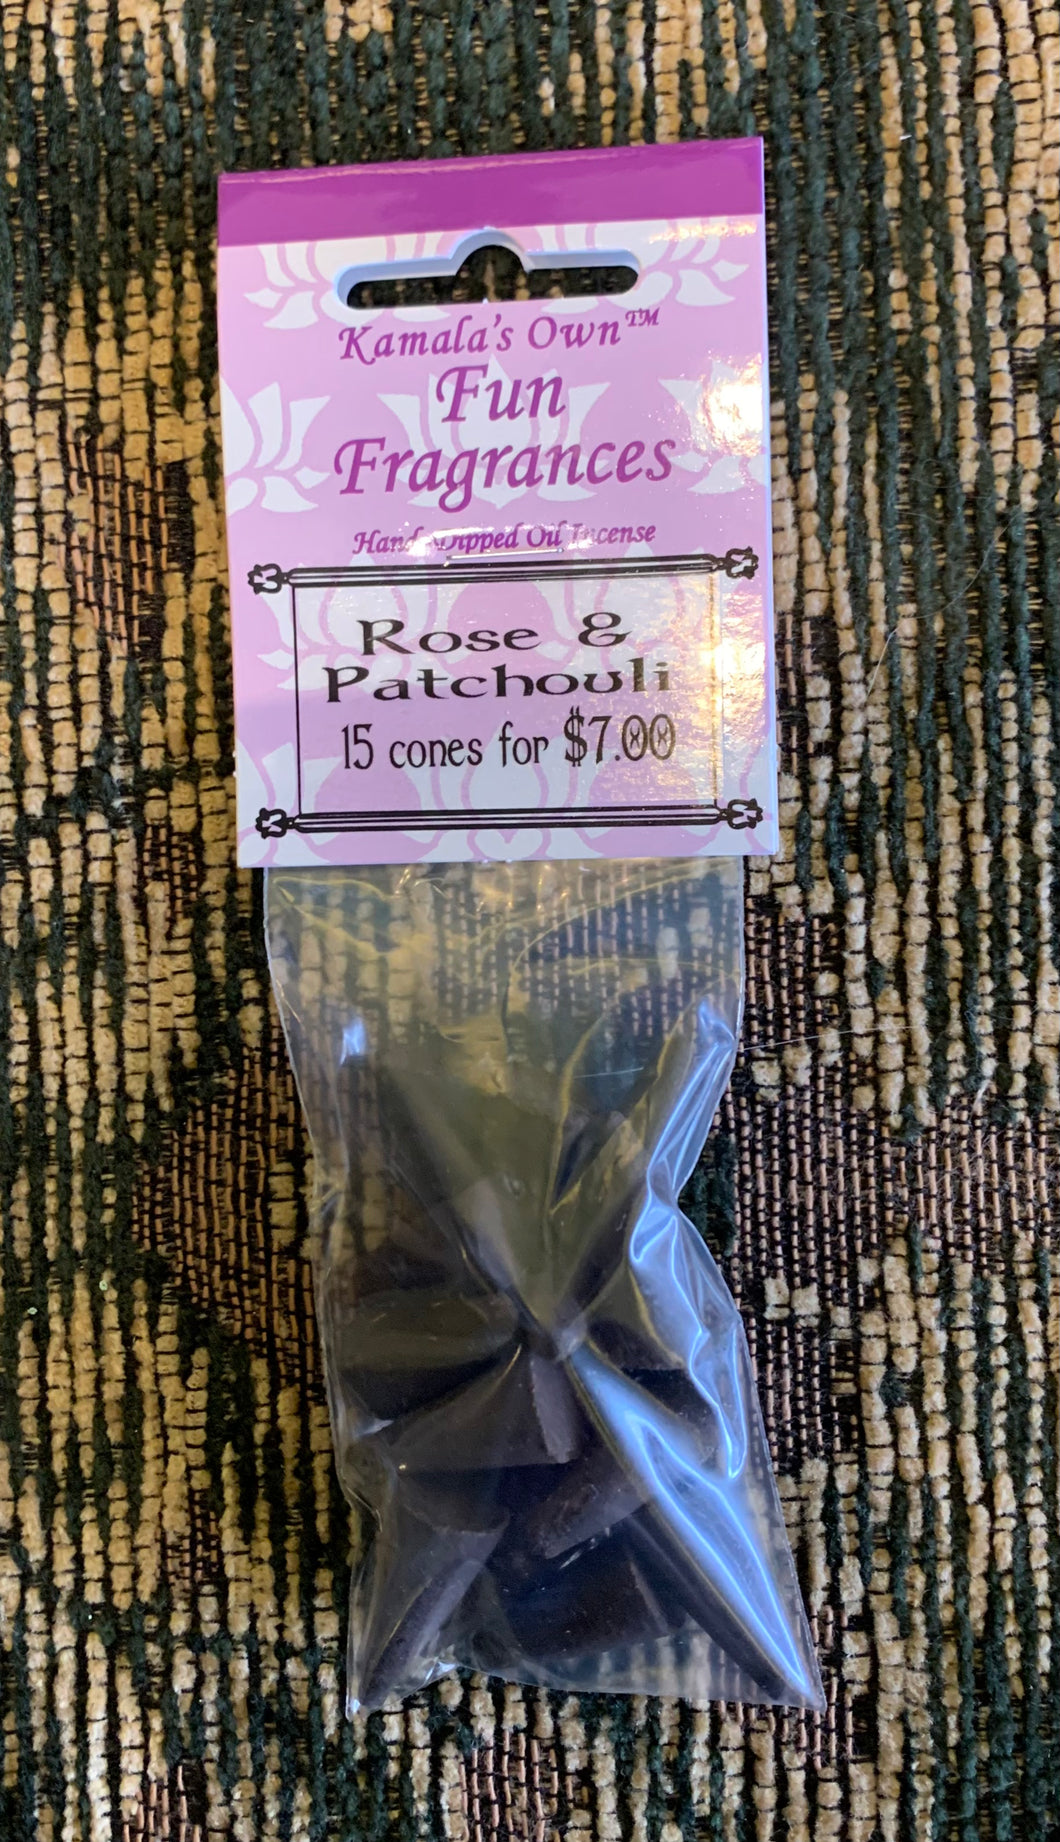 Kamala's Own™
Fun
Fragrances
Hand Dipped Oil Incense
Rose &
Patchouli
15 cones for $7.00